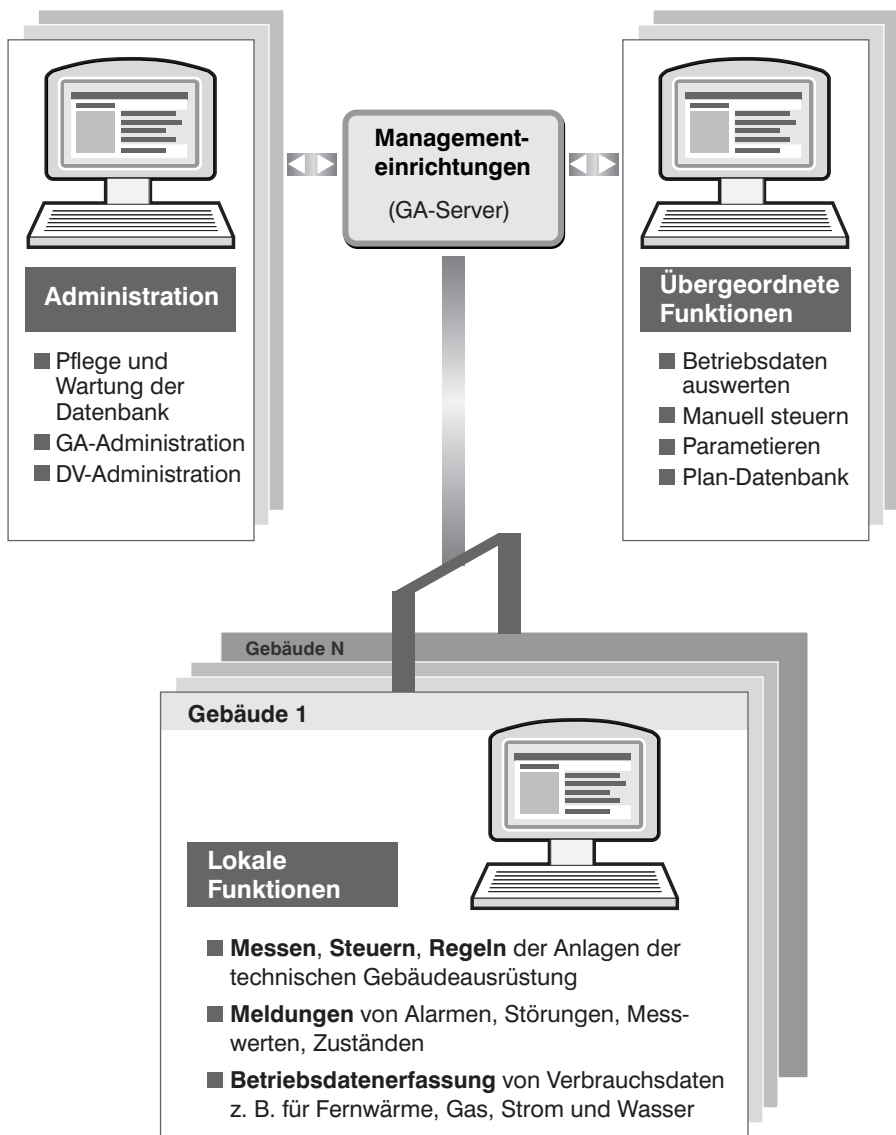 Management-
einrichtungen
(GA-Server)
Administration
Pflege und
Wartung der
Datenbank
GA-Administration
DV-Administration
Übergeordnete
Funktionen
Betriebsdaten
auswerten
Manuell steuern
Parametieren
Plan-Datenbank
Gebäude N
Gebäude 1
Lokale
Funktionen
Messen, Steuern, Regeln der Anlagen der
technischen Gebäudeausrüstung
Meldungen von Alarmen, Störungen, Mess-
werten, Zuständen
Betriebsdatenerfassung von Verbrauchsdaten
z. B. für Fernwärme, Gas, Strom und Wasser